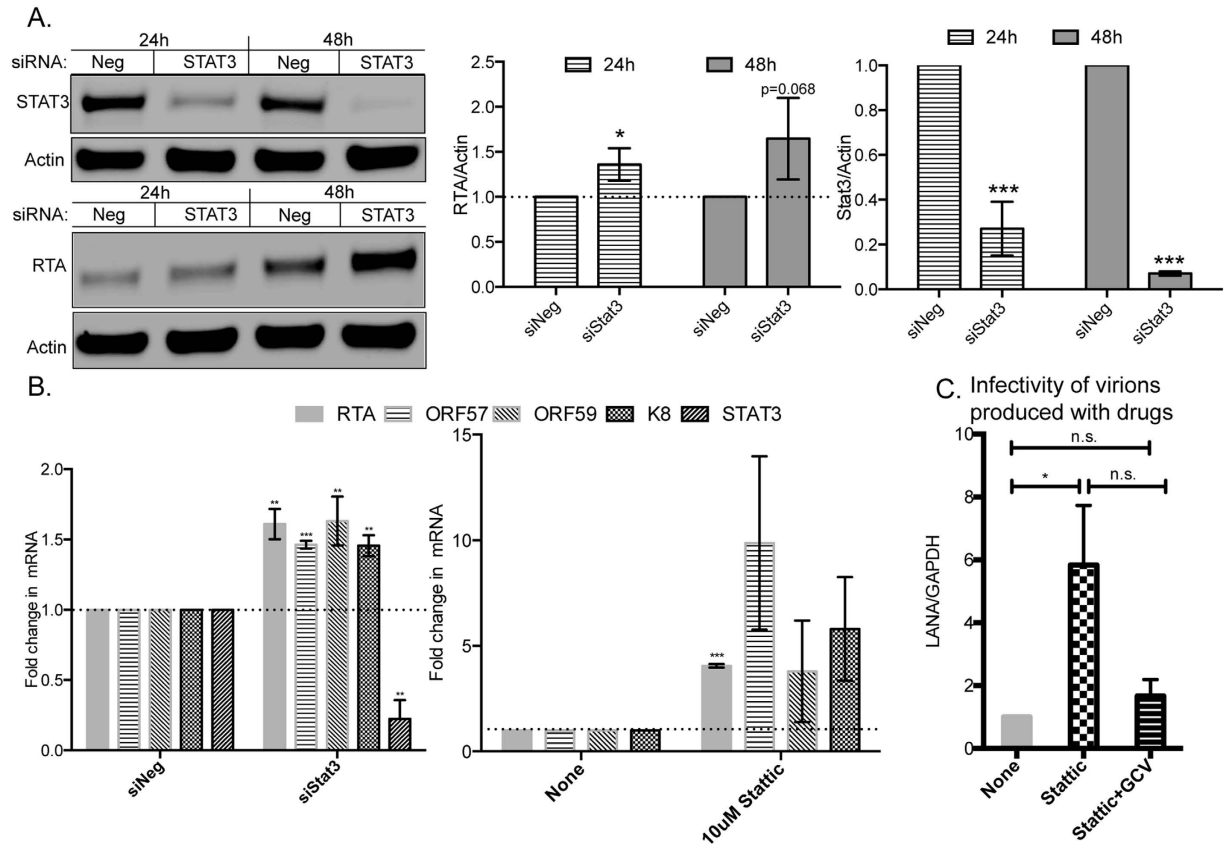 A.
24h 48h
siRNA: Neg STAT3 Neg STAT3
STAT3
Actin
24h 48h
siRNA: Neg STAT3 Neg STAT3
RTA
Actin
24h 48h
RTA/Actin
2.5
2.0
1.5
1.0
0.5
0.0
*
p=0.068
siNeg siStat3 siNeg siStat3
24h 48h
Stat3/Actin
1.0
0.8
0.6
0.4
0.2
0.0
***
***
siNeg siStat3 siNeg siStat3
B.
RTA ORF57 ORF59 K8 STAT3
Fold change in mRNA
2.0
1.5
1.0
0.5
0.0
** *** ** ** **
siNeg siStat3
Fold change in mRNA
15
10
5
0
***
None 10uM Stattic
C. Infectivity of virions
produced with drugs
LANA/GAPDH
10
8
6
4
2
0
n.s.
* n.s.
None Stattic Stattic+GCV